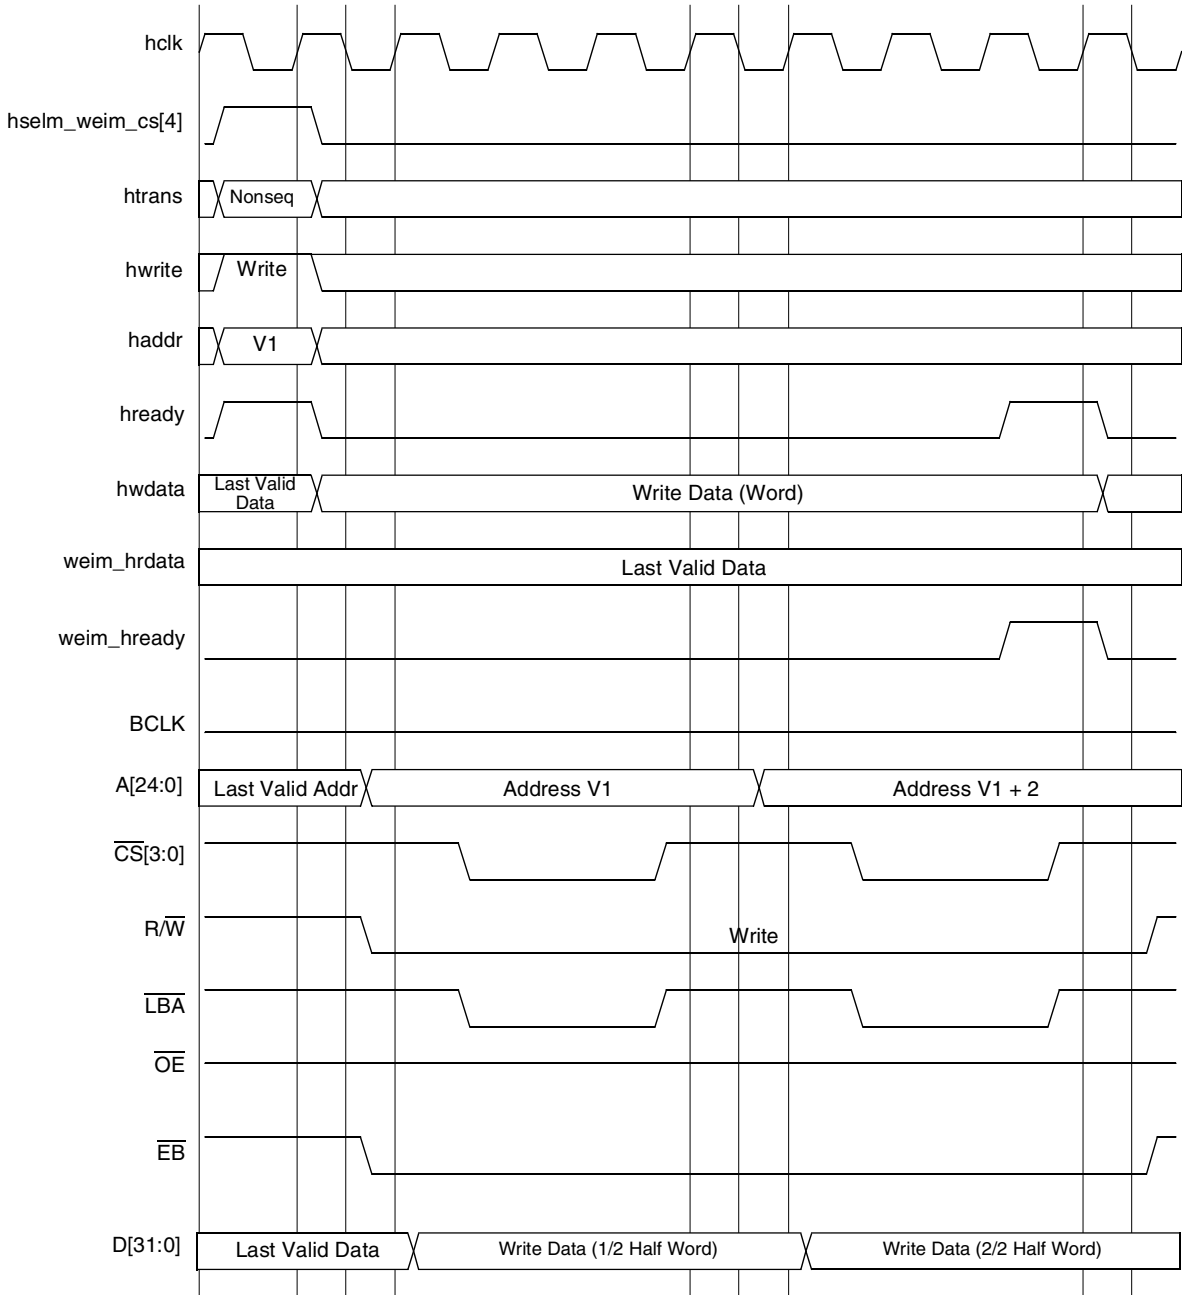 hclk
hselm_weim_cs[4]
htrans
Nonseq
hwrite
Write
haddr
V1
hready
hwdata
Last Valid
Data
Write Data (Word)
weim_hrdata
Last Valid Data
weim_hready
BCLK
A[24:0]
Last Valid Addr
Address V1
Address V1 + 2
CS[3:0]
R/W
Write
LBA
OE
EB
D[31:0]
Last Valid Data
Write Data (1/2 Half Word)
Write Data (2/2 Half Word)